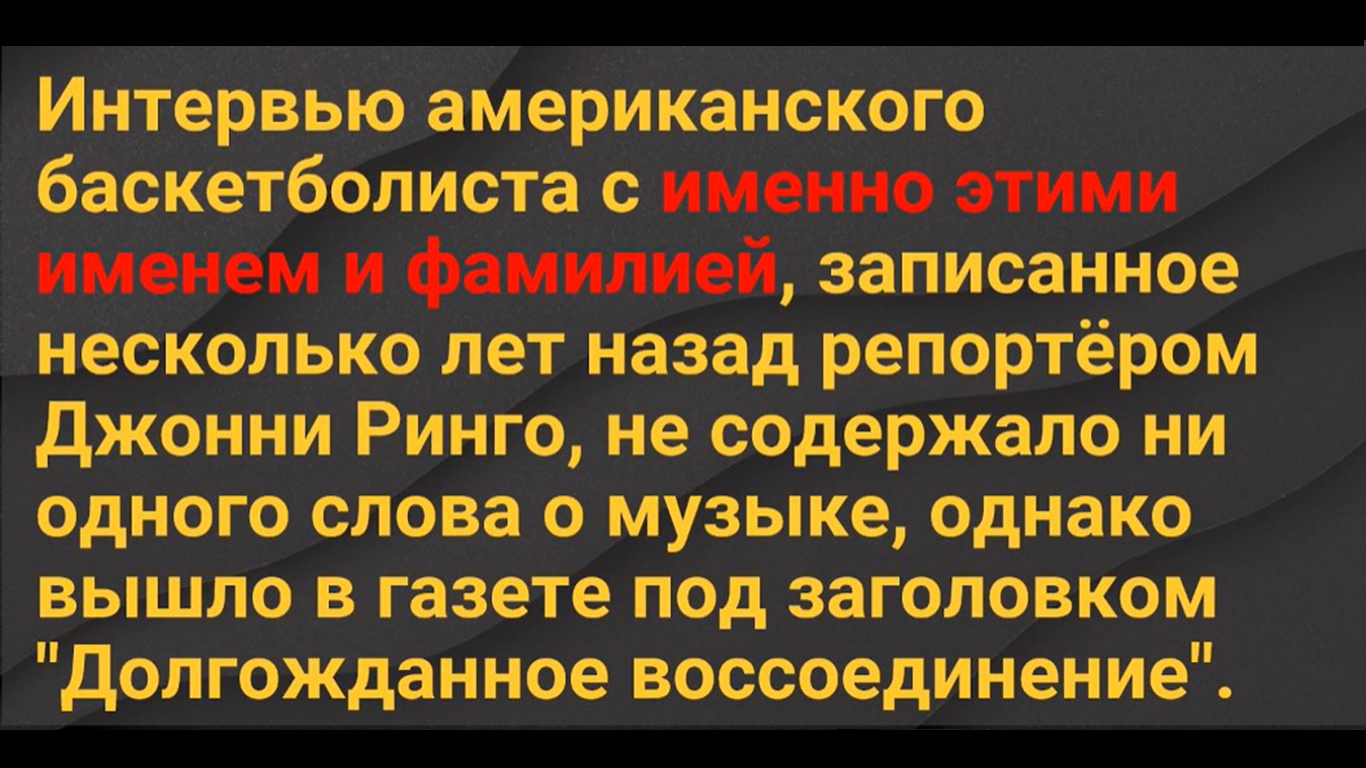 Интервью американского
баскетболиста с именно этими
именем и фамилией, записанное
несколько лет назад репортёром
Джонни Ринго, не содержало ни
одного слова о музыке, однако
вышло в газете под заголовком
"Долгожданное воссоединение".